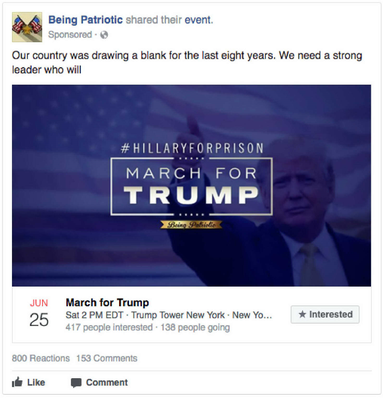 Being Patriotic shared their event.
Sponsored ·
Our country was drawing a blank for the last eight years. We need a strong
leader who will
#HILLARYFORPRISON
MARCH FOR
TRUMP
Being Patriotic
JUN
25
March for Trump
Sat 2 PM EDT · Trump Tower New York · New Yo...
417 people interested · 138 people going
★ Interested
800 Reactions 153 Comments
Like Comment